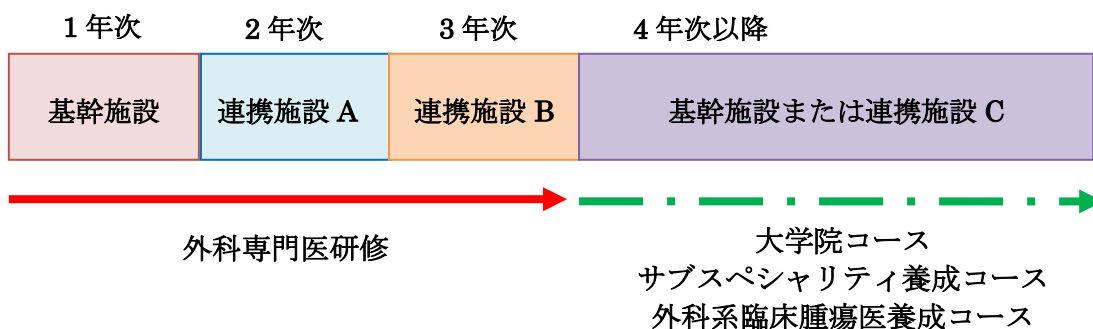 1 年次 2 年次 3 年次 4 年次以降
基幹施設 連携施設 A 連携施設 B 基幹施設または連携施設 C
外科専門医研修
大学院コース
サブスペシャリティ養成コース
外科系臨床腫瘍医養成コース